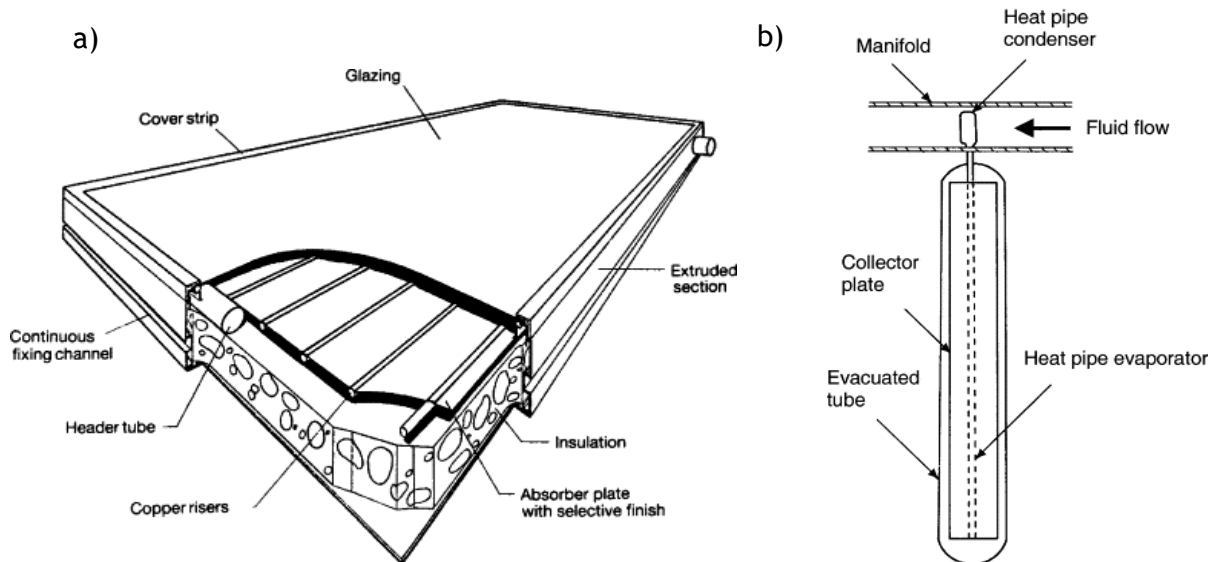 a)
Glazing
Cover strip
Extruded
section
Continuous
fixing channel
Header tube
Insulation
Copper risers
Absorber plate
with selective finish
b)
Heat pipe
condenser
Manifold
Fluid flow
Collector
plate
Heat pipe evaporator
Evacuated
tube